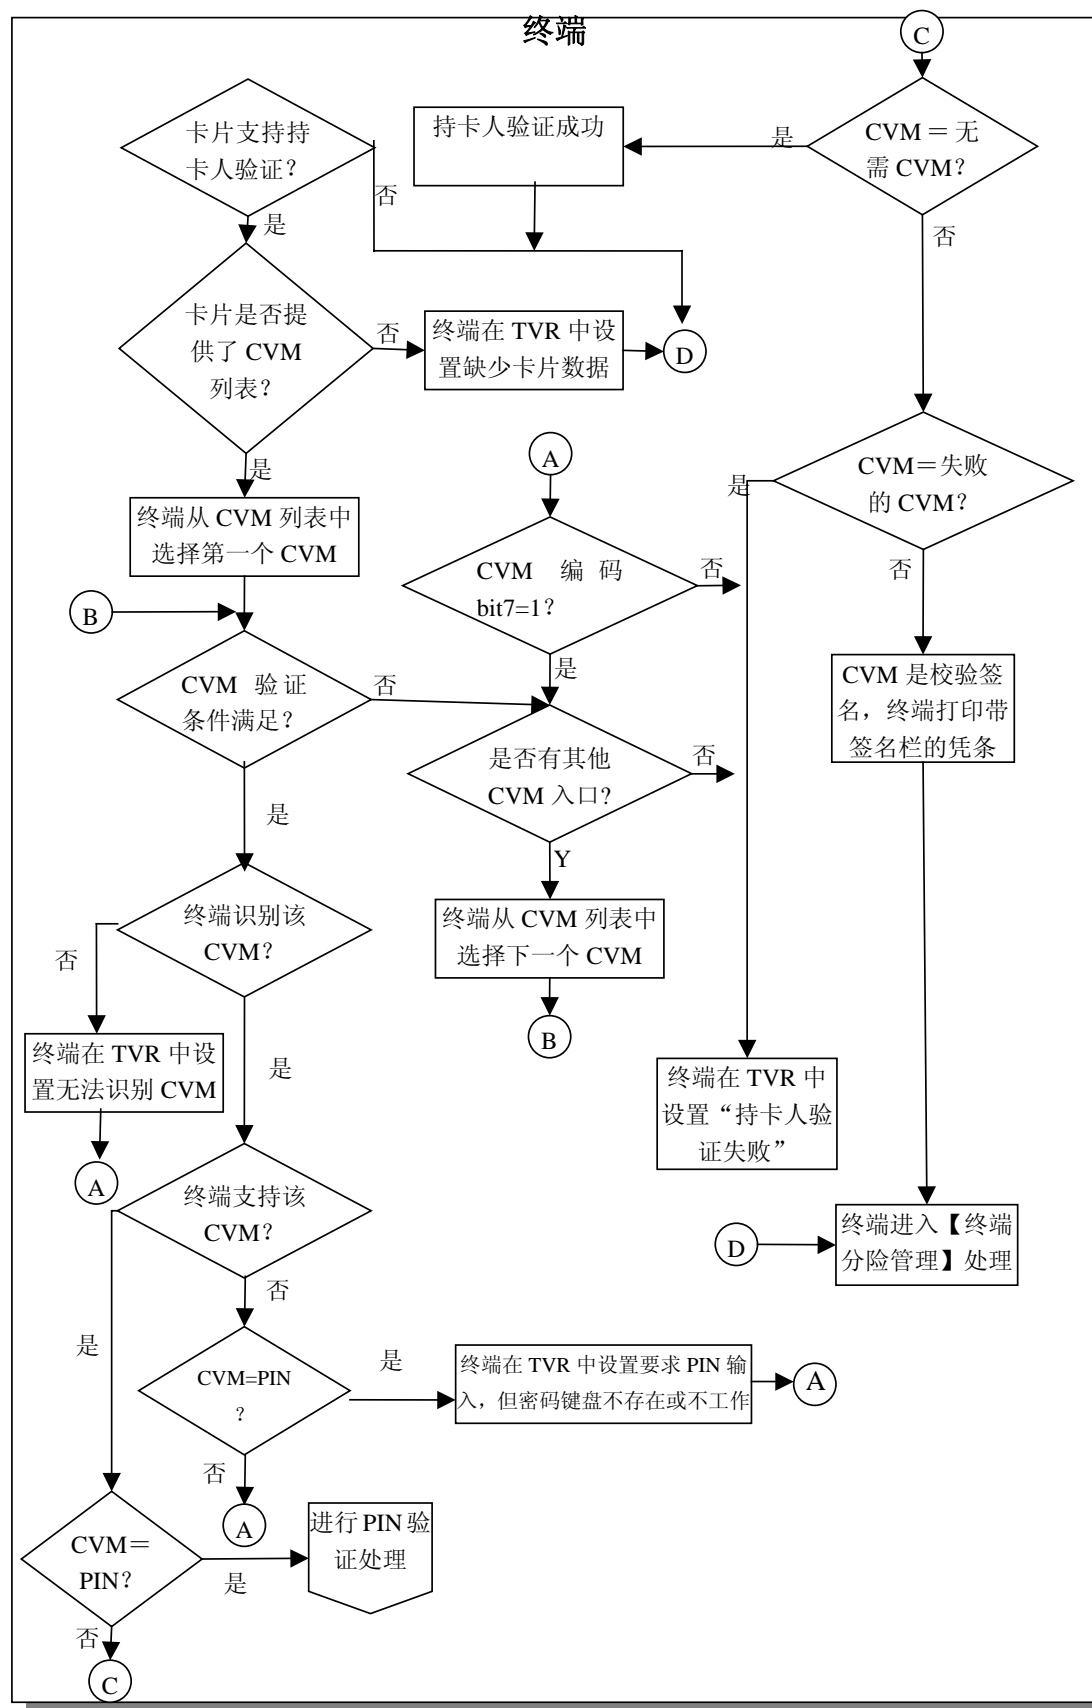 终端
C
卡片支持持
卡人验证？
持卡人验证成功
是
CVM＝无
需 CVM？
否
是
否
卡片是否提
供了 CVM
列表？
否
终端在 TVR 中设
置缺少卡片数据
D
是
终端从 CVM 列表中
选择第一个 CVM
A
是
CVM＝失败
的 CVM？
CVM 编 码
bit7=1？
否
否
B
是
CVM 验 证
条件满足？
否
CVM 是校验签
名，终端打印带
签名栏的凭条
是否有其他
CVM 入口？
否
是
Y
终端识别该
CVM？
终端从 CVM 列表中
选择下一个 CVM
否
B
终端在 TVR 中设
置无法识别 CVM
是
终端在 TVR 中
设置“持卡人验
证失败”
A
终端支持该
CVM？
D
终端进入【终端
分险管理】处理
否
是
CVM=PIN
？
是
终端在 TVR 中设置要求 PIN 输
入，但密码键盘不存在或不工作
A
否
A
CVM＝
PIN？
是
进行 PIN 验
证处理
否
C